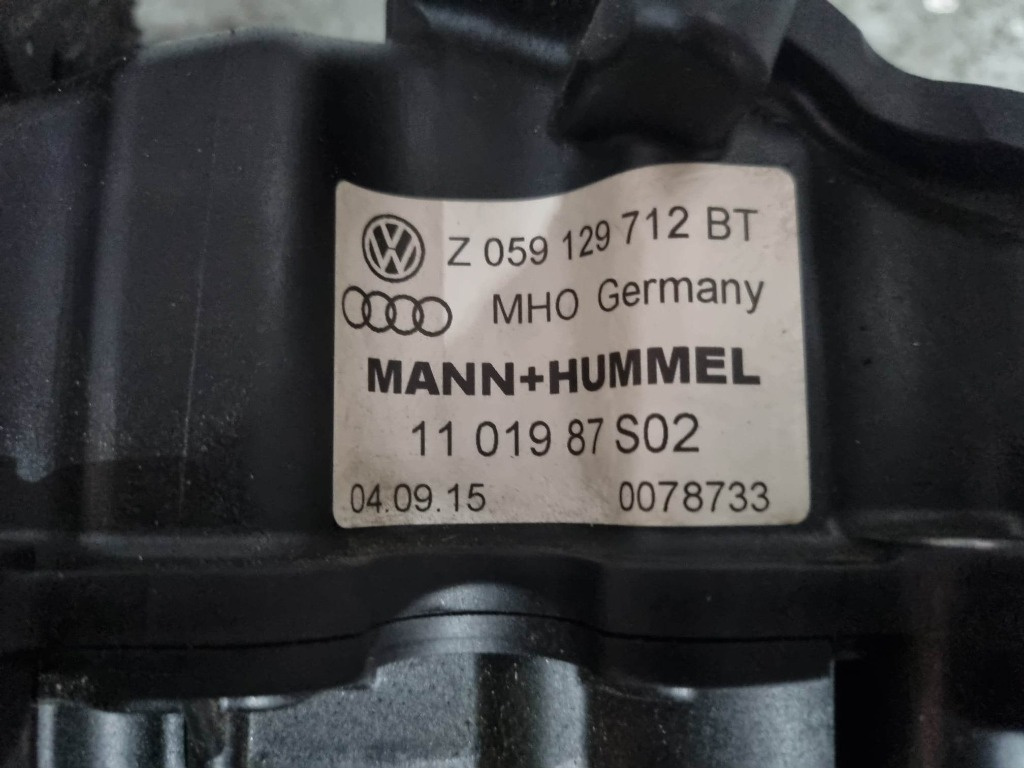 Z 059 129 712 BT
MHO Germany
MANN+HUMMEL
11 019 87 S02
04.09.15 0078733